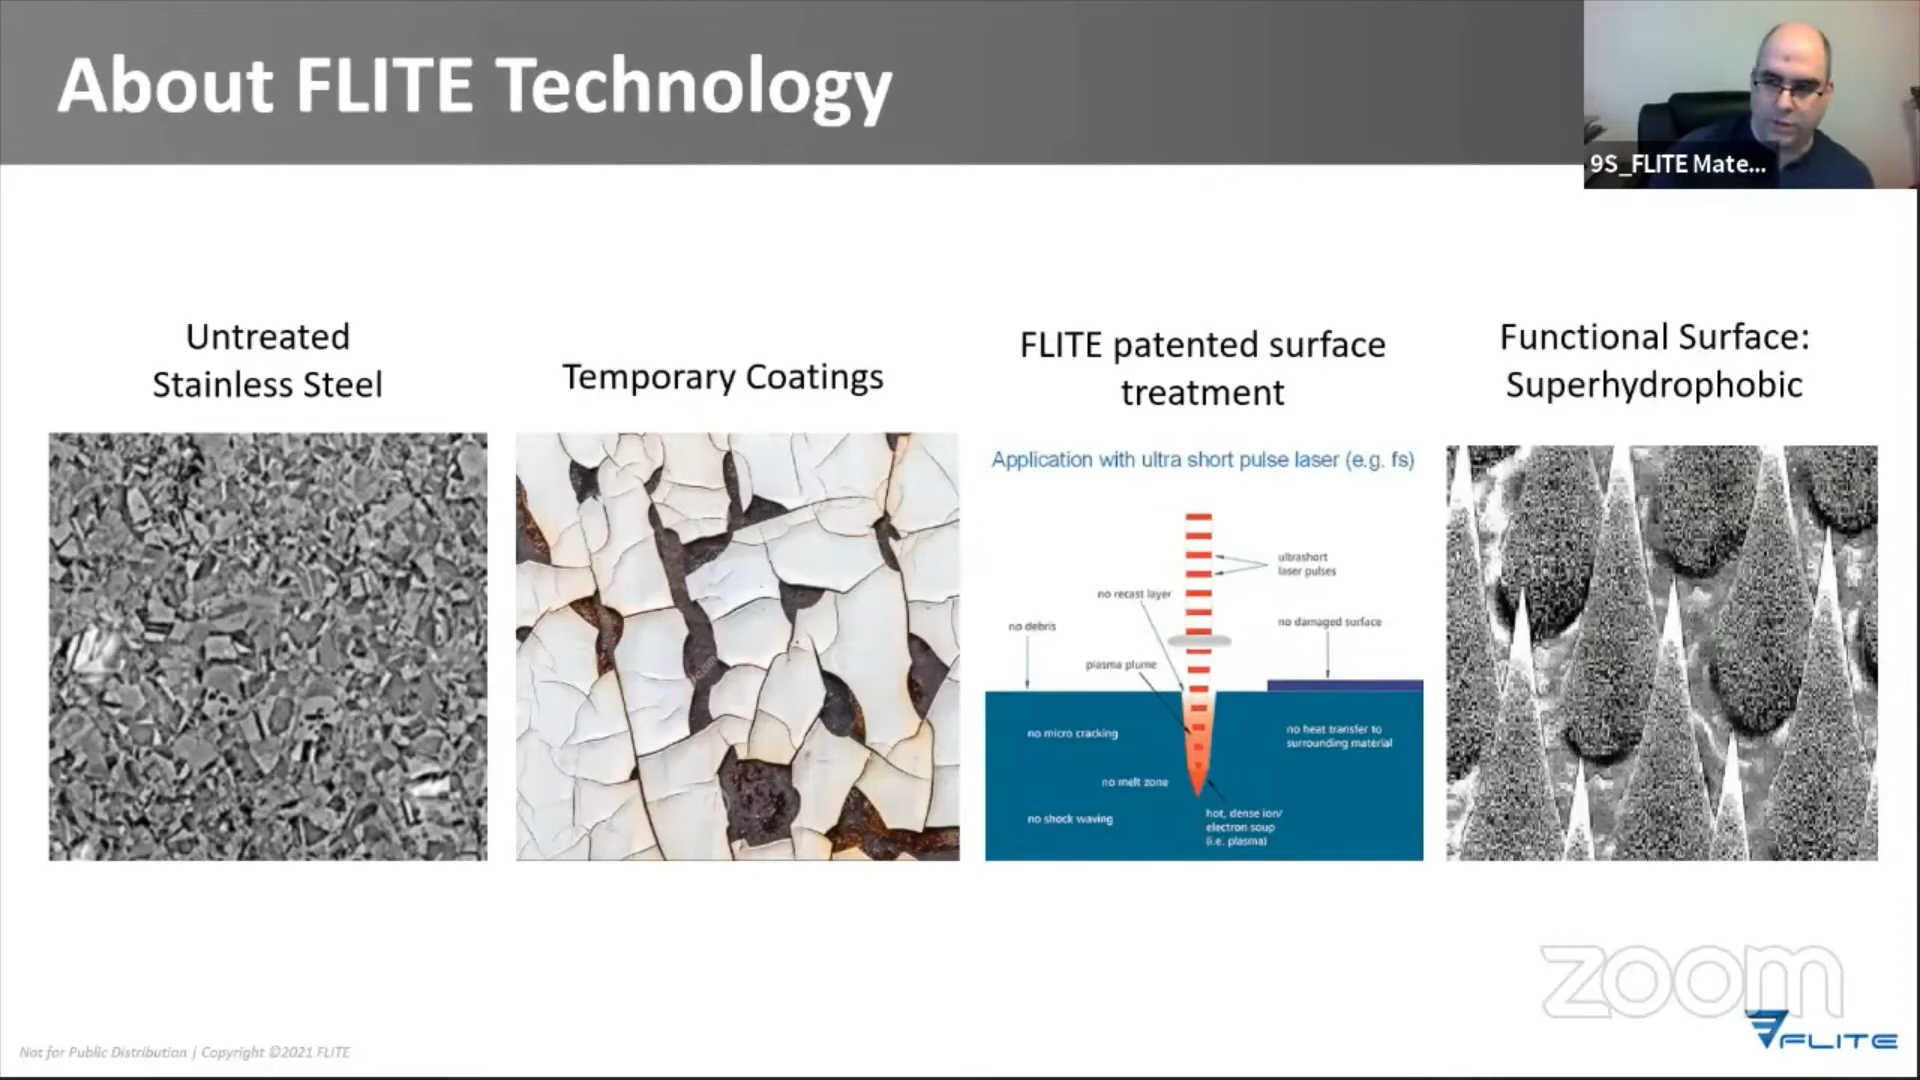 About FLITE Technology
9S_FLITE Mate...
Untreated
Stainless Steel
Temporary Coatings
FLITE patented surface
treatment
Functional Surface:
Superhydrophobic
Application with ultra short pulse laser (e.g. fs)
ultrashort
laser pulses
no recast layer
no debris
no damaged surface
plasma plume
no micro cracking
no heat transfer to
surrounding material
no melt zone
no shock waving
hot, dense ion/
electron soup
(i.e. plasma)
zoom
FLITE
Not for Public Distribution | Copyright ©2021 FLITE